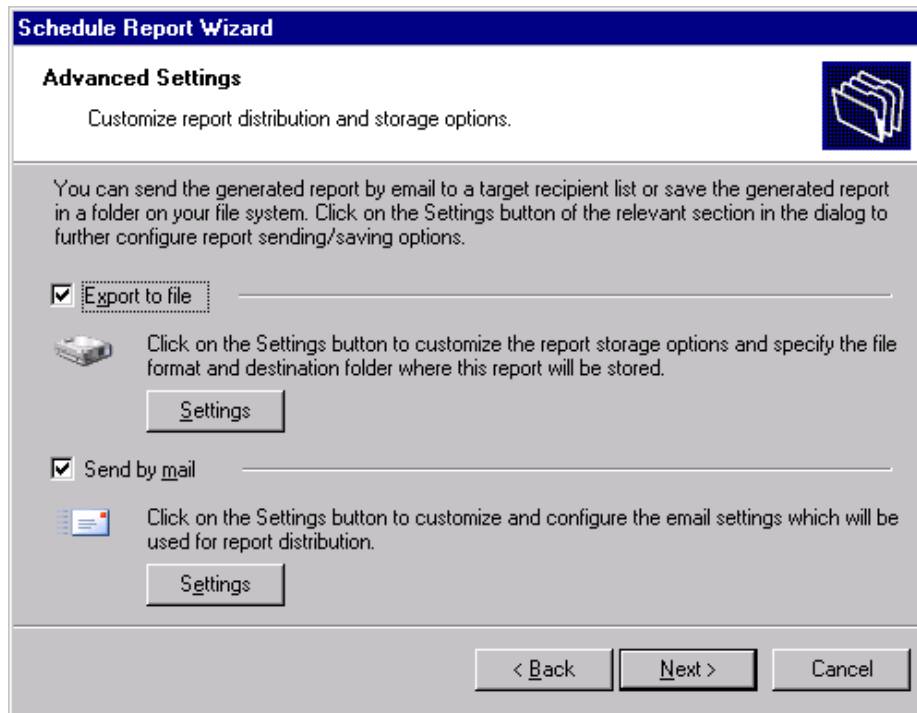 Schedule Report Wizard
Advanced Settings
Customize report distribution and storage options.
You can send the generated report by email to a target recipient list or save the generated report
in a folder on your file system. Click on the Settings button of the relevant section in the dialog to
further configure report sending/saving options.
Export to file
Click on the Settings button to customize the report storage options and specify the file
format and destination folder where this report will be stored.
Settings
Send by mail
Click on the Settings button to customize and configure the email settings which will be
used for report distribution.
Settings
< Back Next > Cancel